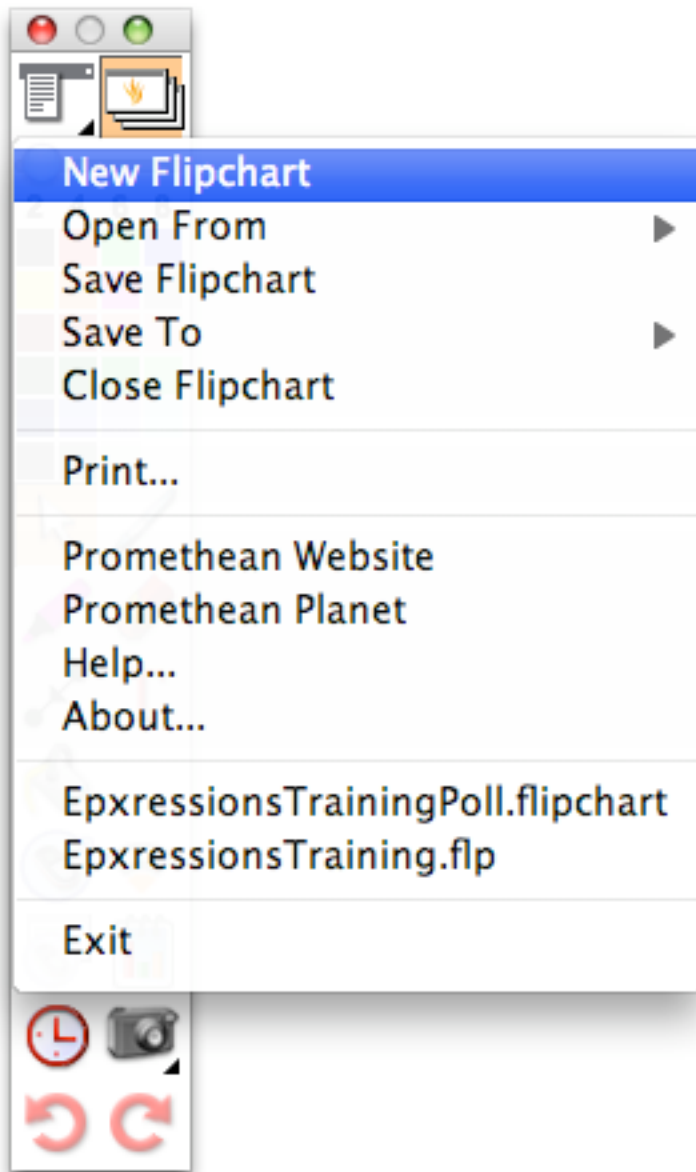 New Flipchart
Open From
Save Flipchart
Save To
Close Flipchart
Print...
Promethean Website
Promethean Planet
Help...
About...
EpxressionsTrainingPoll.flipchart
EpxressionsTraining.flp
Exit